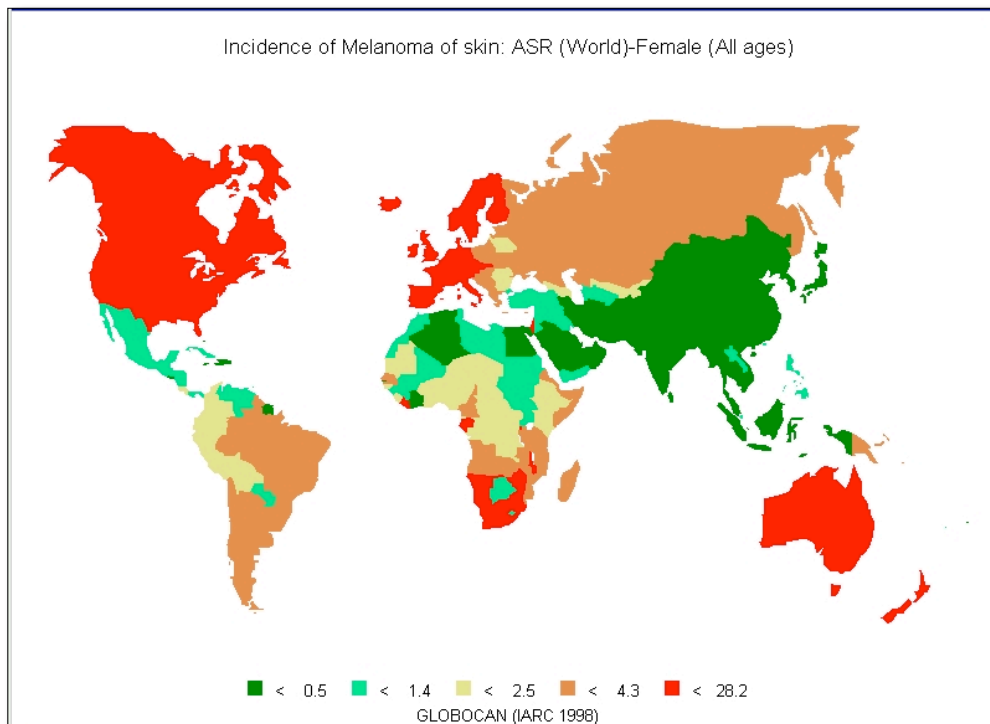 Incidence of Melanoma of skin: ASR (World)-Female (All ages)
< 0.5 < 1.4 < 2.5 < 4.3 < 28.2
GLOBOCAN (IARC 1998)